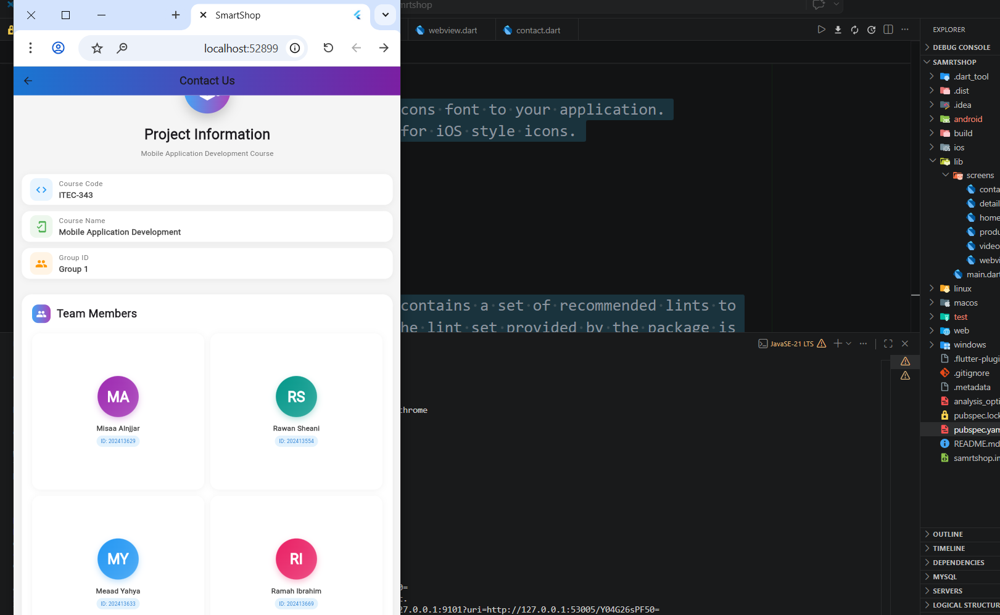 SmartShop
localhost:52899
Contact Us
Project Information
Mobile Application Development Course
Course Code
ITEC-343
Course Name
Mobile Application Development
Group ID
Group 1
Team Members
MA
Misaa Alnjjar
ID: 202413629
RS
Rawan Sheani
ID: 202413554
MY
Meaad Yahya
ID: 202413633
RI
Ramah Ibrahim
ID: 202413669
webview.dart
contact.dart
cons font to your application.
for iOS style icons.
contains a set of recommended lints to
he lint set provided by the package is
JavaSE-21 LTS
27.0.0.1:9101?uri=http://127.0.0.1:53005/Y04G26sPF50=
EXPLORER
DEBUG CONSOLE
SAMRTSHOP
.dart_tool
.dist
.idea
android
build
ios
lib
screens
conta
detail
home
produ
video
webvi
main.dart
linux
macos
test
web
windows
.flutter-plugi
.gitignore
.metadata
analysis_opti
pubspec.lock
pubspec.yam
README.md
samrtshop.im
OUTLINE
TIMELINE
DEPENDENCIES
MYSQL
SERVERS
LOGICAL STRUCTUR